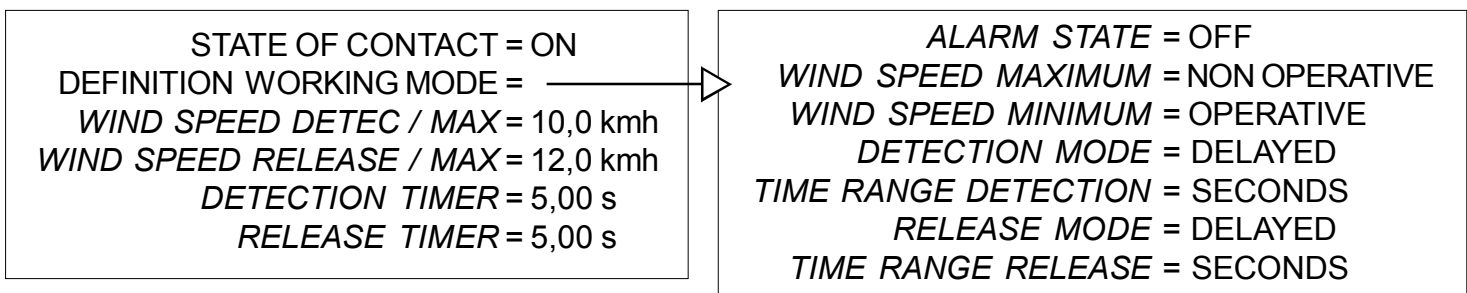 STATE OF CONTACT = ON
DEFINITION WORKING MODE =
WIND SPEED DETEC / MAX = 10,0 kmh
WIND SPEED RELEASE / MAX = 12,0 kmh
DETECTION TIMER = 5,00 s
RELEASE TIMER = 5,00 s
ALARM STATE = OFF
WIND SPEED MAXIMUM = NON OPERATIVE
WIND SPEED MINIMUM = OPERATIVE
DETECTION MODE = DELAYED
TIME RANGE DETECTION = SECONDS
RELEASE MODE = DELAYED
TIME RANGE RELEASE = SECONDS